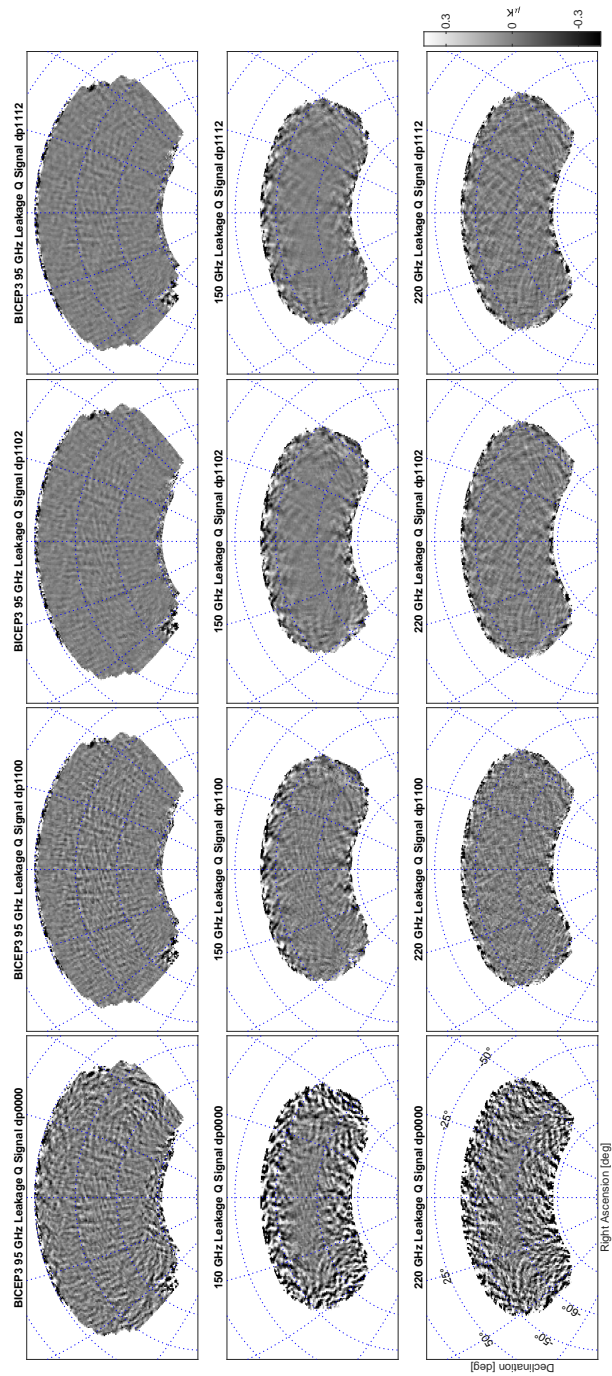 BICEP3 95 GHz Leakage Q Signal dp0000
BICEP3 95 GHz Leakage Q Signal dp1100
BICEP3 95 GHz Leakage Q Signal dp1102
BICEP3 95 GHz Leakage Q Signal dp1112
150 GHz Leakage Q Signal dp0000
150 GHz Leakage Q Signal dp1100
150 GHz Leakage Q Signal dp1102
150 GHz Leakage Q Signal dp1112
220 GHz Leakage Q Signal dp0000
220 GHz Leakage Q Signal dp1100
220 GHz Leakage Q Signal dp1102
220 GHz Leakage Q Signal dp1112
25°
-25°
50°
-50°
-50°
-60°
Declination [deg]
Right Ascension [deg]
0.3
0
-0.3
μK